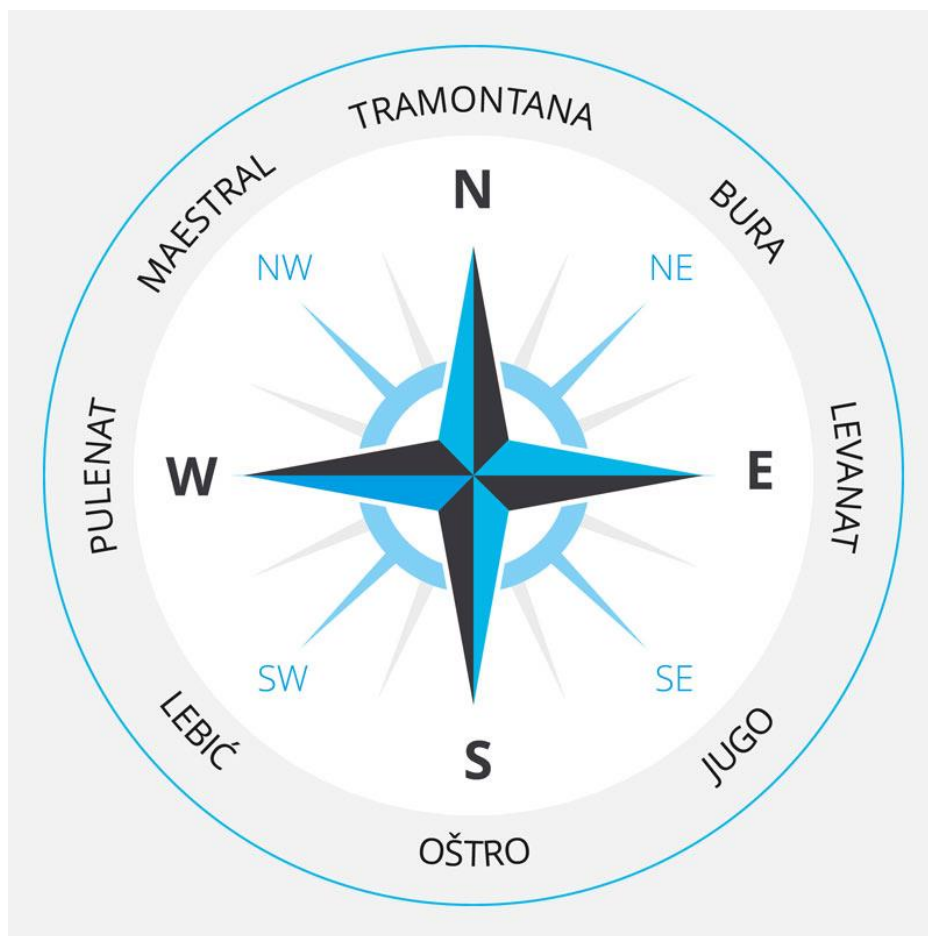 TRAMONTANA
MAESTRAL
BURA
N
NW
NE
PULENAT
W
E
LEVANAT
SW
SE
LEBIĆ
S
JUGO
OŠTRO